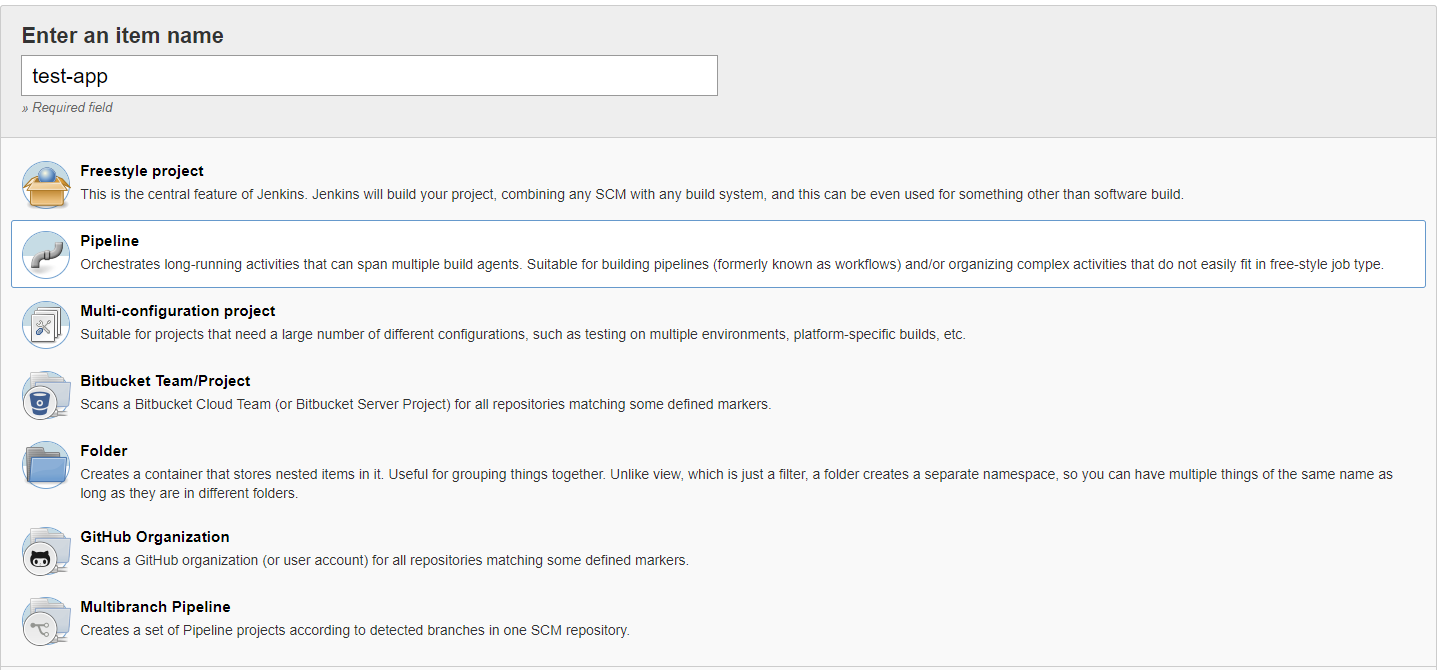 Enter an item name
test-app
» Required field
Freestyle project
This is the central feature of Jenkins. Jenkins will build your project, combining any SCM with any build system, and this can be even used for something other than software build.
Pipeline
Orchestrates long-running activities that can span multiple build agents. Suitable for building pipelines (formerly known as workflows) and/or organizing complex activities that do not easily fit in free-style job type.
Multi-configuration project
Suitable for projects that need a large number of different configurations, such as testing on multiple environments, platform-specific builds, etc.
Bitbucket Team/Project
Scans a Bitbucket Cloud Team (or Bitbucket Server Project) for all repositories matching some defined markers.
Folder
Creates a container that stores nested items in it. Useful for grouping things together. Unlike view, which is just a filter, a folder creates a separate namespace, so you can have multiple things of the same name as
long as they are in different folders.
GitHub Organization
Scans a GitHub organization (or user account) for all repositories matching some defined markers.
Multibranch Pipeline
Creates a set of Pipeline projects according to detected branches in one SCM repository.